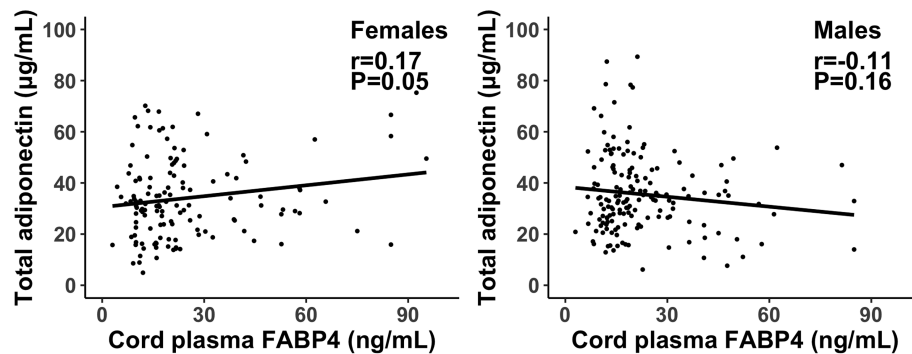 Females
r=0.17
P=0.05
Total adiponectin (µg/mL)
100
80
60
40
20
0
0 30 60 90
Cord plasma FABP4 (ng/mL)
Males
r=-0.11
P=0.16
Total adiponectin (µg/mL)
100
80
60
40
20
0
0 30 60 90
Cord plasma FABP4 (ng/mL)